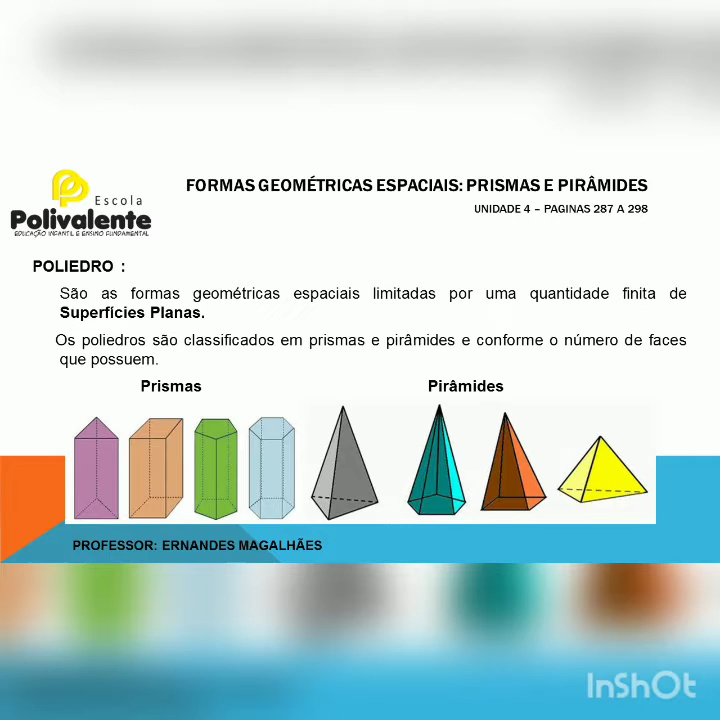 Escola
Polivalente
EDUCAÇÃO INFANTIL E ENSINO FUNDAMENTAL
FORMAS GEOMÉTRICAS ESPACIAIS: PRISMAS E PIRÂMIDES
UNIDADE 4 – PAGINAS 287 A 298
POLIEDRO :
São as formas geométricas espaciais limitadas por uma quantidade finita de
Superfícies Planas.
Os poliedros são classificados em prismas e pirâmides e conforme o número de faces
que possuem.
Prismas Pirâmides
PROFESSOR: ERNANDES MAGALHÃES
InShOt